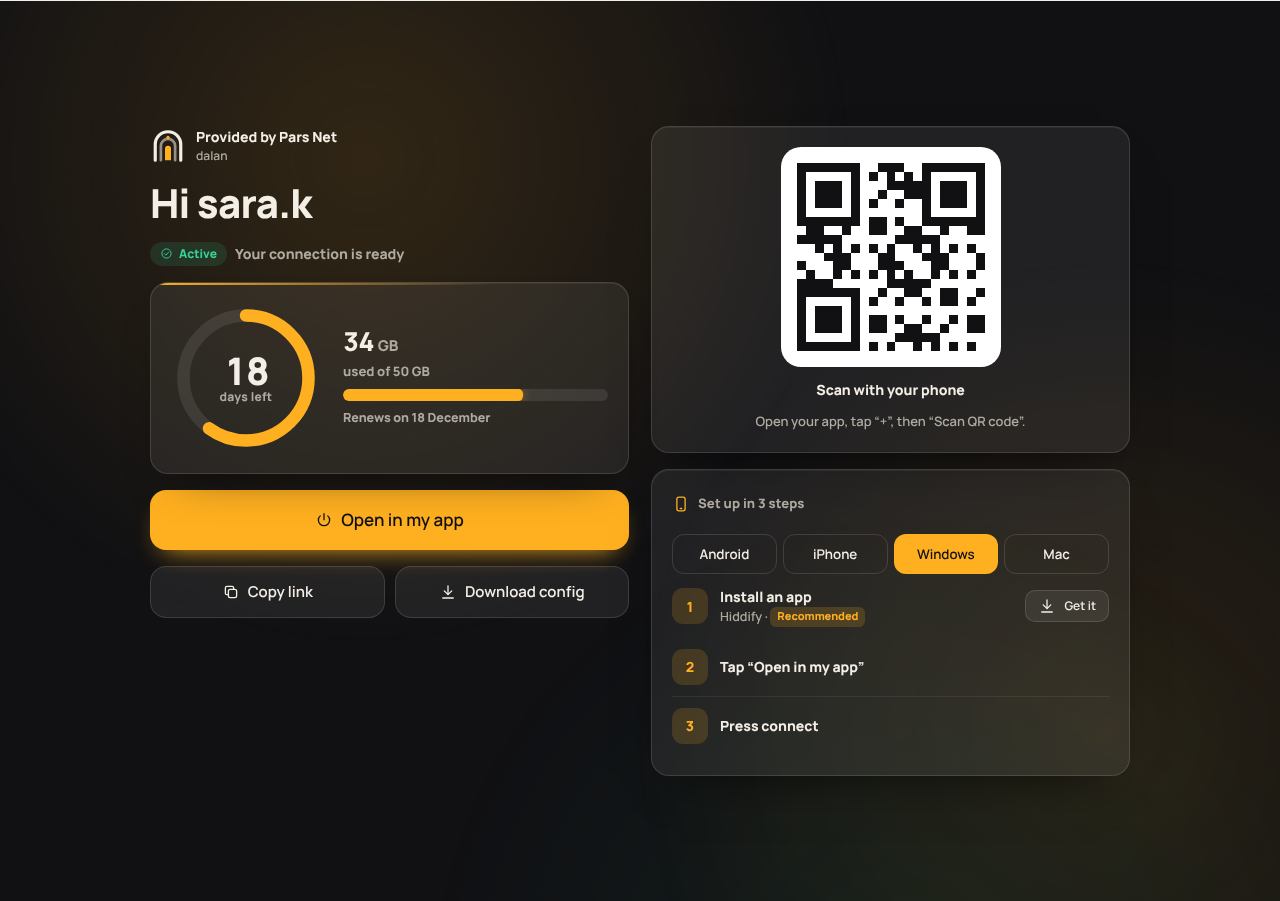 Provided by Pars Net
dalan
Hi sara.k
Active
Your connection is ready
18
days left
34 GB
used of 50 GB
Renews on 18 December
Open in my app
Copy link
Download config
Scan with your phone
Open your app, tap “+”, then “Scan QR code”.
Set up in 3 steps
Android
iPhone
Windows
Mac
1
Install an app
Hiddify · Recommended
Get it
2
Tap “Open in my app”
3
Press connect